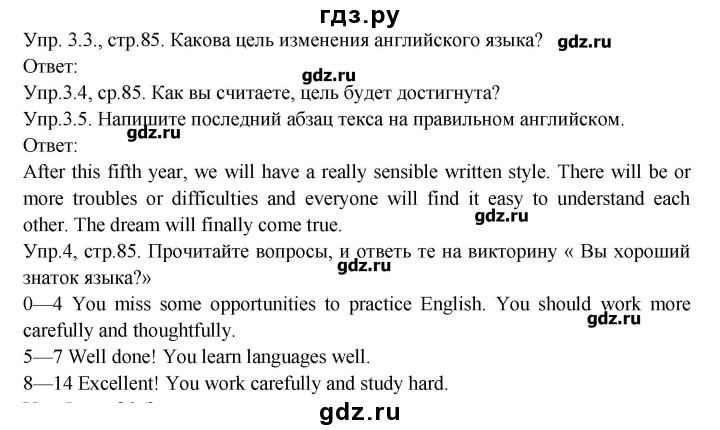 гдз.ру
Упр. 3.3., стр.85. Какова цель изменения английского языка? gdz.ru
Ответ:
gdz.ru
Упр.3.4, ср.85. Как вы считаете, цель будет достигнута?
Упр.3.5. Напишите последний абзац текса на правильном английском.
gdz.ru
Ответ:
After this fifth year, we will have a really sensible written style. There will be or
more troubles or difficulties and everyone will find it easy to understand each
other. The dream will finally come true. gdz.ru
Упр.4, стр.85. Прочитайте вопросы, и ответь те на викторину « Вы хороший
знаток языка?» gdz.ru
0—4 You miss some opportunities to practice English. You should work more
carefully and thoughtfully. gdz.ru
5—7 Well done! You learn languages well.
8—14 Excellent! You work carefully and study hard.
gdz.ru